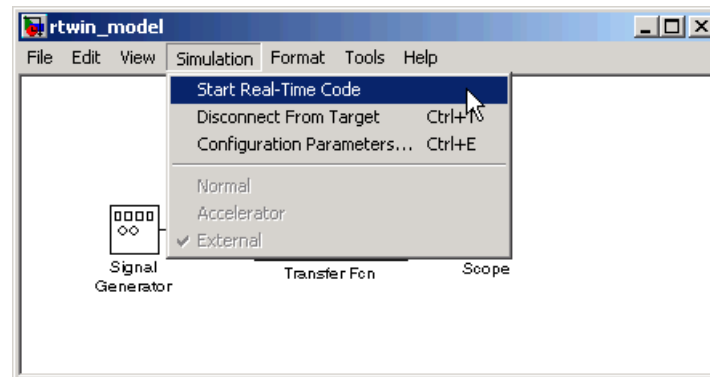 rtwin_model
File Edit View Simulation Format Tools Help
Start Real-Time Code
Disconnect From Target
Configuration Parameters... Ctrl+E
Normal
Accelerator
External
Signal Generator
Transfer Fcn
Scope